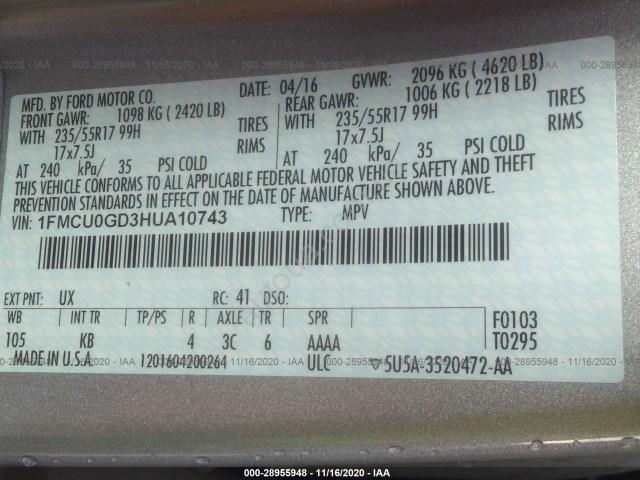 000-28955948 - 11/16/2020 - IAA
MFD. BY FORD MOTOR CO.
DATE: 04/16 GVWR: 2096 KG ( 4620 LB)
FRONT GAWR: 1098 KG ( 2420 LB)
REAR GAWR: 1006 KG ( 2218 LB)
WITH 235/55R17 99H TIRES
WITH 235/55R17 99H TIRES
17x7.5J RIMS
17x7.5J RIMS
AT 240 kPa/ 35 PSI COLD
AT 240 kPa/ 35 PSI COLD
THIS VEHICLE CONFORMS TO ALL APPLICABLE FEDERAL MOTOR VEHICLE SAFETY AND THEFT
PREVENTION STANDARDS IN EFFECT ON THE DATE OF MANUFACTURE SHOWN ABOVE.
VIN: 1FMCU0GD3HUA10743 TYPE: MPV
EXT PNT: UX RC: 41 DSO:
WB INT TR TP/PS R AXLE TR SPR F0103
105 KB 4 3C 6 AAAA T0295
MADE IN U.S.A. 1201604200264 ULC 5U5A-3520472-AA
000-28955948 - 11/16/2020 - IAA